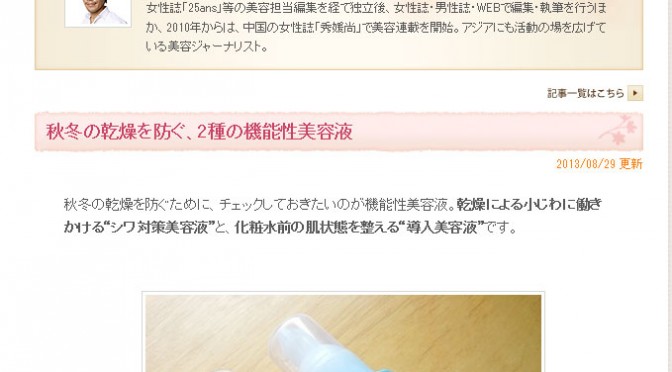 女性誌「25ans」等の美容担当編集を経て独立後、女性誌・男性誌・WEBで編集・執筆を行うほ
か、2010年からは、中国の女性誌「秀媛尚」で美容連載を開始。アジアにも活動の場を広げて
いる美容ジャーナリスト。
記事一覧はこちら
秋冬の乾燥を防ぐ、2種の機能性美容液
2013/08/29 更新
秋冬の乾燥を防ぐために、チェックしておきたいのが機能性美容液。乾燥による小じわに働き
かける“シワ対策美容液”と、化粧水前の肌状態を整える“導入美容液”です。